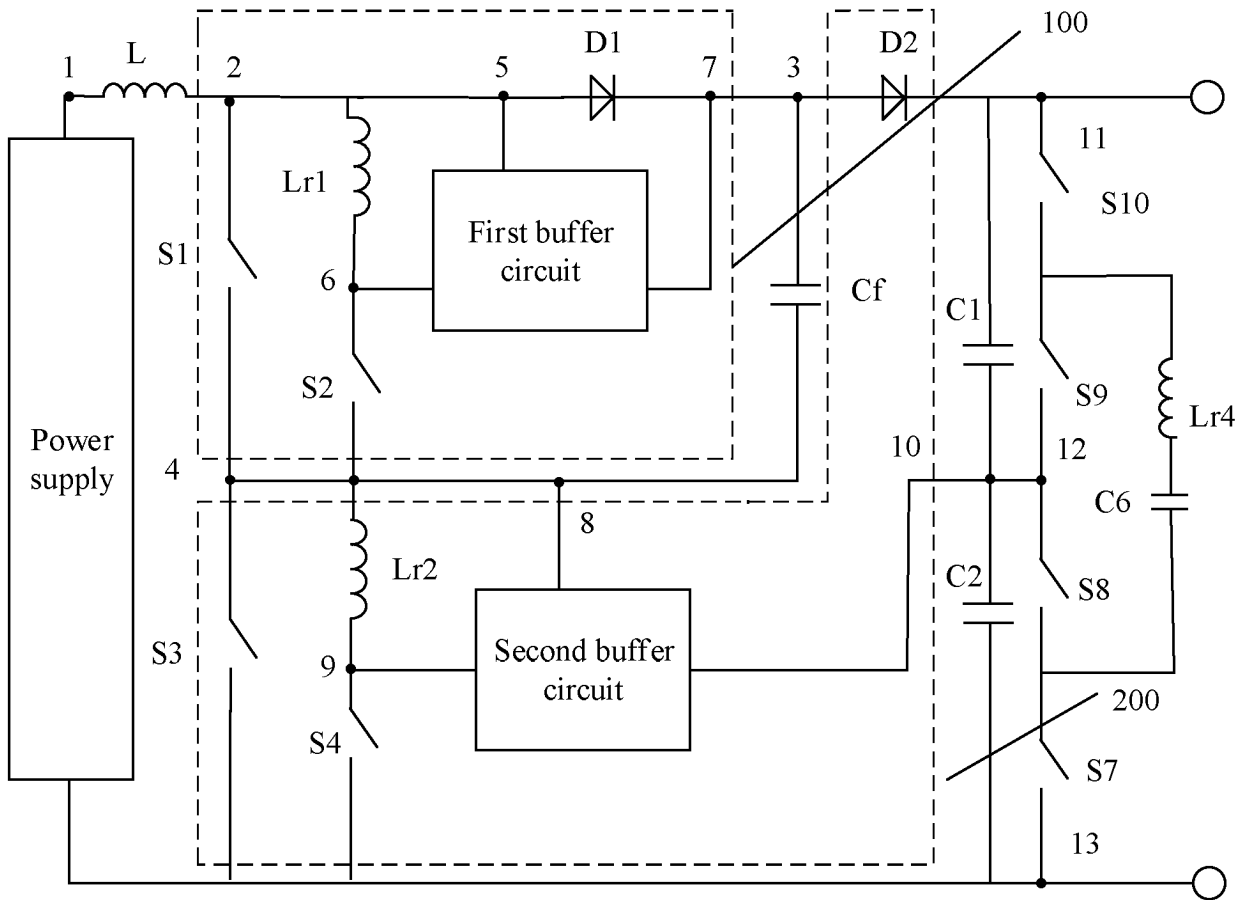 1
L
2
5
D1
7
3
D2
100
11
S10
Lr1
First buffer
circuit
S1
6
Cf
C1
S2
S9
Lr4
Power
supply
4
10
12
C6
8
Lr2
C2
S8
S3
9
Second buffer
circuit
S4
200
S7
13